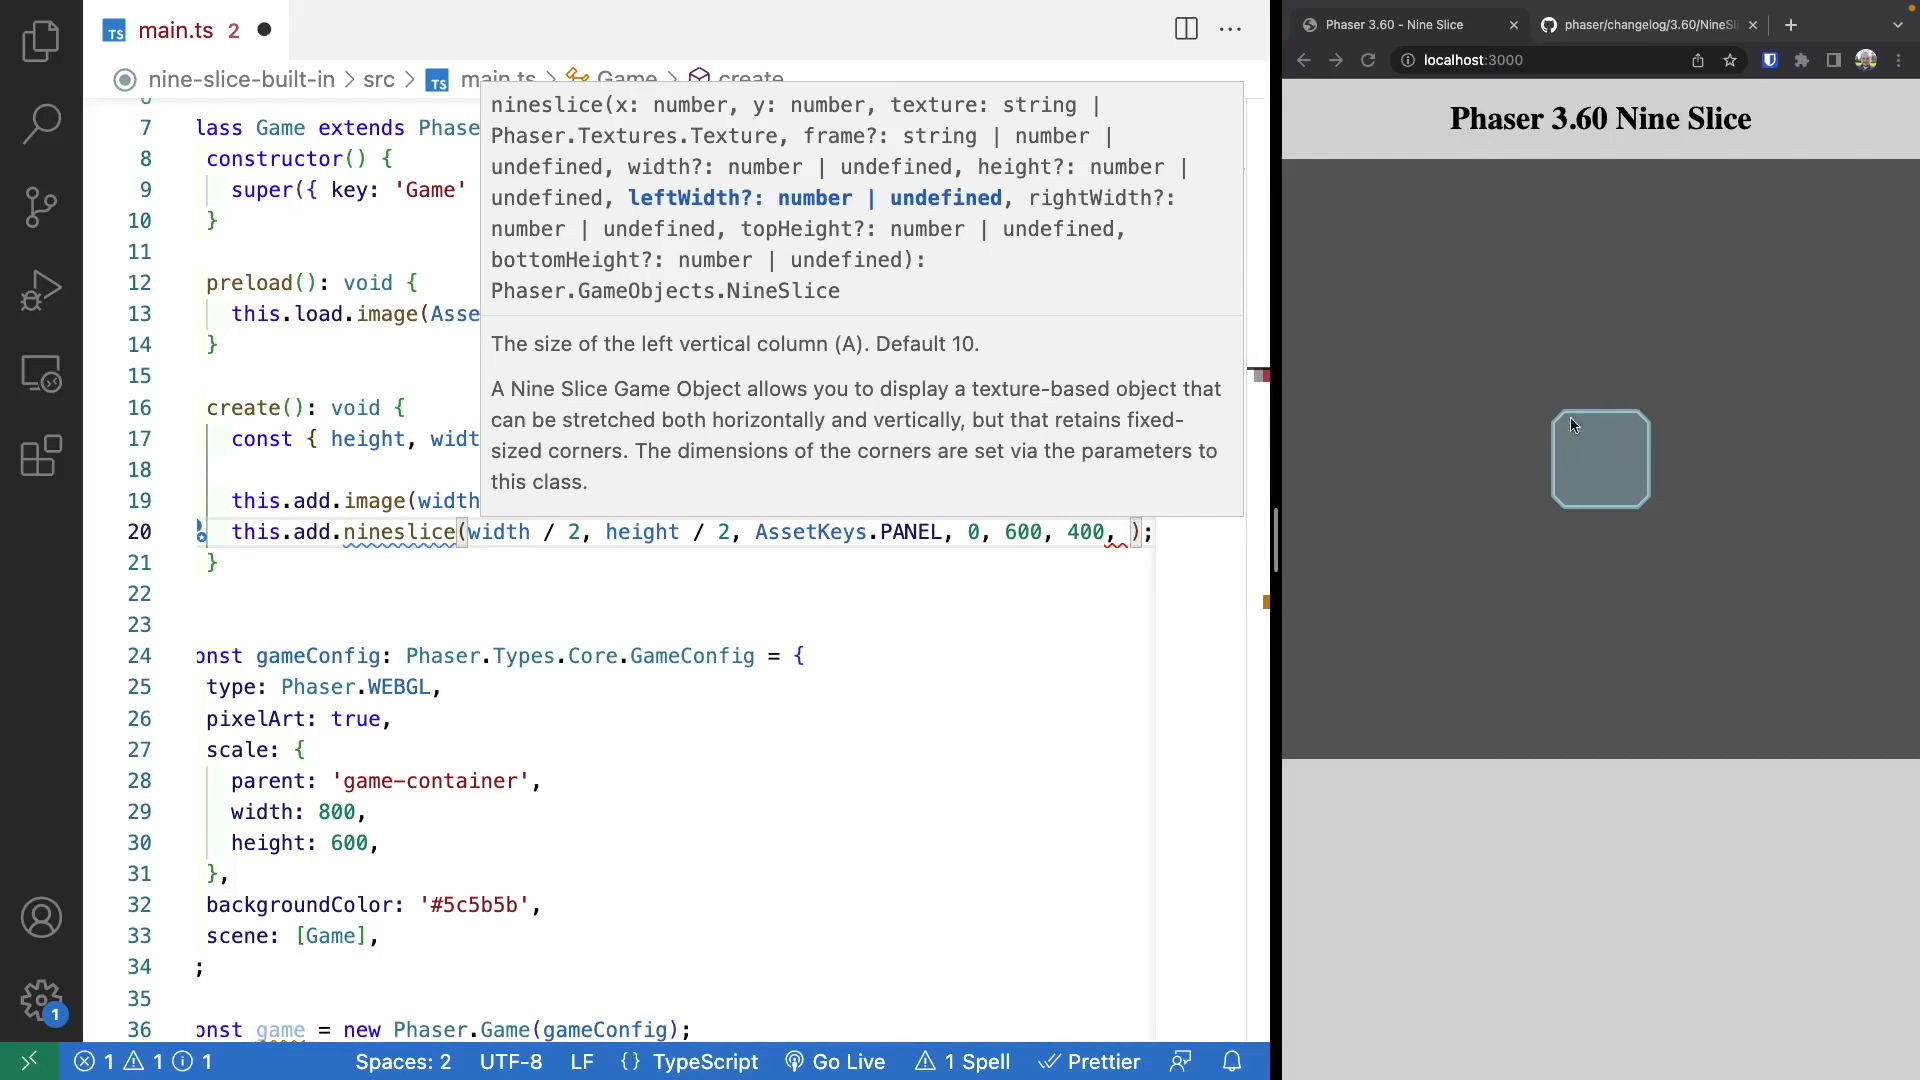 TS main.ts 2
nine-slice-built-in > src > TS main.ts > Game > create
nineslice(x: number, y: number, texture: string |
Phaser.Textures.Texture, frame?: string | number |
undefined, width?: number | undefined, height?: number |
undefined, leftWidth?: number | undefined, rightWidth?:
number | undefined, topHeight?: number | undefined,
bottomHeight?: number | undefined):
Phaser.GameObjects.NineSlice
The size of the left vertical column (A). Default 10.
A Nine Slice Game Object allows you to display a texture-based object that
can be stretched both horizontally and vertically, but that retains fixed-
sized corners. The dimensions of the corners are set via the parameters to
this class.
6
7 lass Game extends Phase
8 constructor() {
9 super({ key: 'Game'
10 }
11
12 preload(): void {
13 this.load.image(Asse
14 }
15
16 create(): void {
17 const { height, widt
18
19 this.add.image(width
20 this.add.nineslice(width / 2, height / 2, AssetKeys.PANEL, 0, 600, 400, );
21 }
22
23
24 onst gameConfig: Phaser.Types.Core.GameConfig = {
25 type: Phaser.WEBGL,
26 pixelArt: true,
27 scale: {
28 parent: 'game-container',
29 width: 800,
30 height: 600,
31 },
32 backgroundColor: '#5c5b5b',
33 scene: [Game],
34 ;
35
36 onst game = new Phaser.Game(gameConfig);
1
1 1 1 Spaces: 2 UTF-8 LF {} TypeScript Go Live 1 Spell Prettier
Phaser 3.60 - Nine Slice
phaser/changelog/3.60/NineSl
localhost:3000
Phaser 3.60 Nine Slice